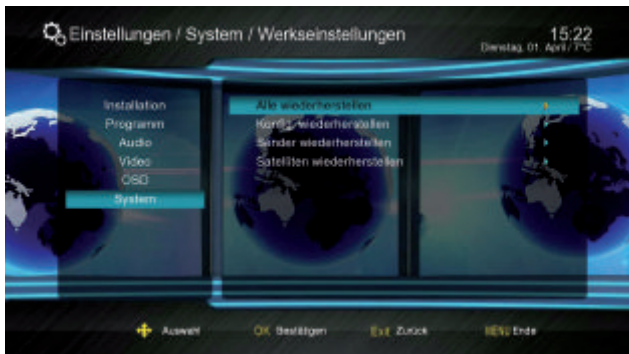 Einstellungen / System / Werkseinstellungen
15:22
Dienstag, 01. April / 7°C
Installation
Alle wiederherstellen
Programm
Konfig. wiederherstellen
Audio
Sender wiederherstellen
Video
Satelliten wiederherstellen
OSD
System
Auswahl
OK Bestätigen
Exit Zurück
MENU Ende